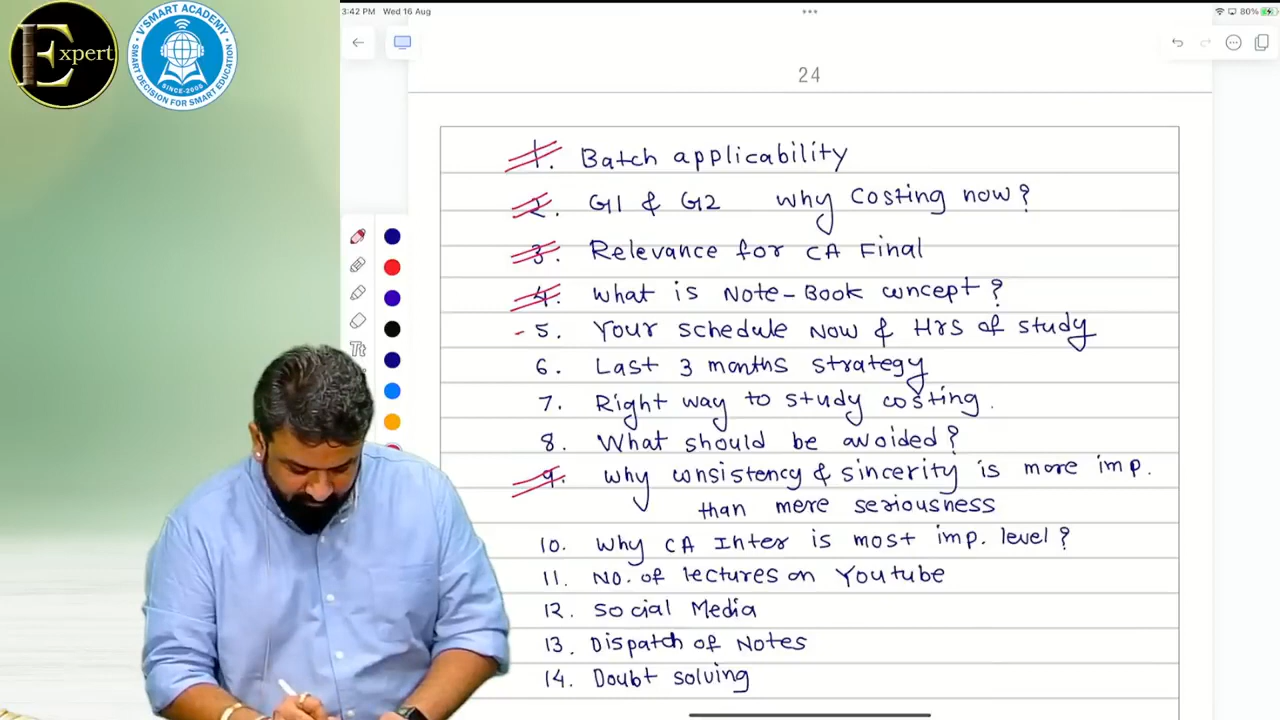 Expert
V'SMART ACADEMY
SINCE-2000
SMART DECISION FOR SMART EDUCATION
3:42 PM Wed 16 Aug
80%
24
1. Batch applicability
2. G1 & G2 why costing now?
3. Relevance for CA Final
4. What is Note-Book concept?
-5. Your schedule Now & Hrs of study
6. Last 3 months strategy
7. Right way to study costing.
8. What should be avoided?
9. why consistency & sincerity is more imp.
than mere seriousness
10. Why CA Inter is most imp. level?
11. No. of lectures on Youtube
12. Social Media
13. Dispatch of Notes
14. Doubt solving
Tt